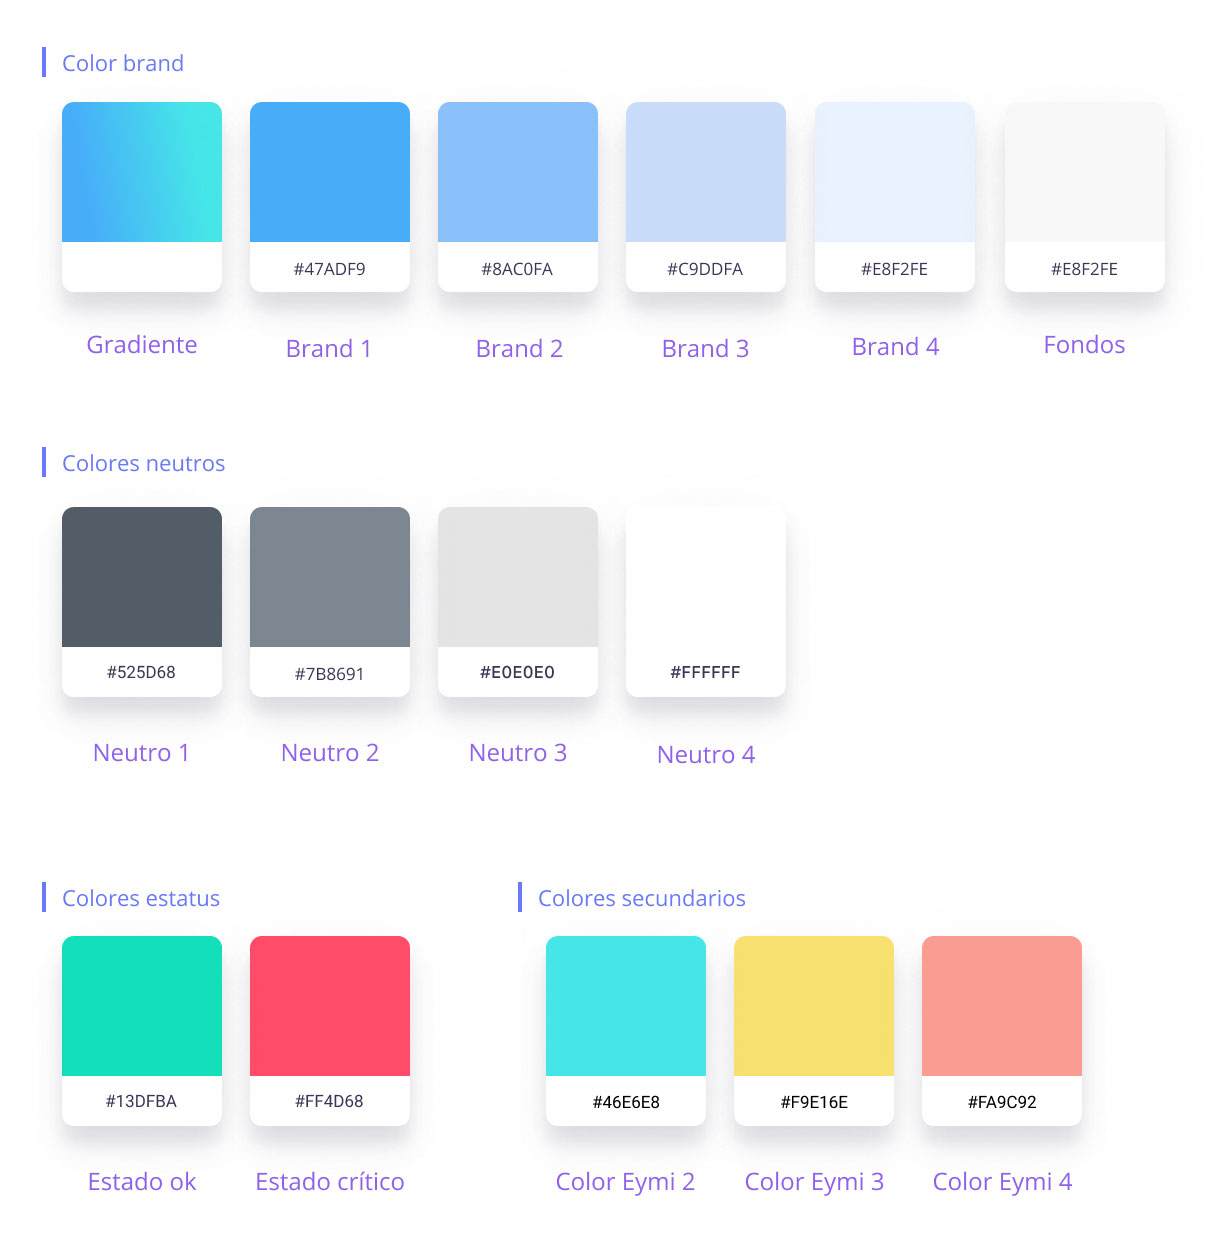 Color brand
#47ADF9
#8AC0FA
#C9DDFA
#E8F2FE
#E8F2FE
Gradiente
Brand 1
Brand 2
Brand 3
Brand 4
Fondos
Colores neutros
#525D68
#7B8691
#E0E0E0
#FFFFFF
Neutro 1
Neutro 2
Neutro 3
Neutro 4
Colores estatus
#13DFBA
#FF4D68
Estado ok
Estado crítico
Colores secundarios
#46E6E8
#F9E16E
#FA9C92
Color Eymi 2
Color Eymi 3
Color Eymi 4